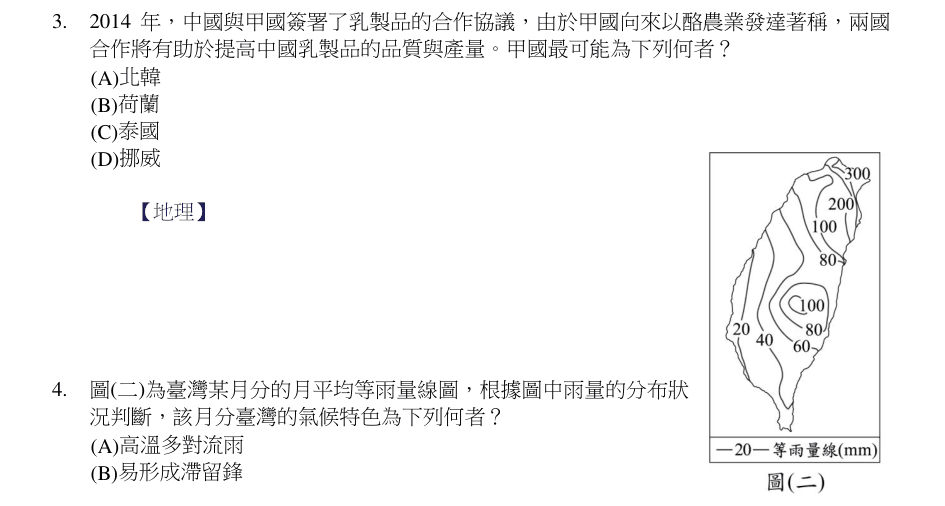 3. 2014 年，中國與甲國簽署了乳製品的合作協議，由於甲國向來以酪農業發達著稱，兩國
合作將有助於提高中國乳製品的品質與產量。甲國最可能為下列何者？
(A)北韓
(B)荷蘭
(C)泰國
(D)挪威
【地理】
300
200
100
80
100
20
80
40
60
—20—等雨量線(mm)
圖(二)
4. 圖(二)為臺灣某月分的月平均等雨量線圖，根據圖中雨量的分布狀
況判斷，該月分臺灣的氣候特色為下列何者？
(A)高溫多對流雨
(B)易形成滯留鋒